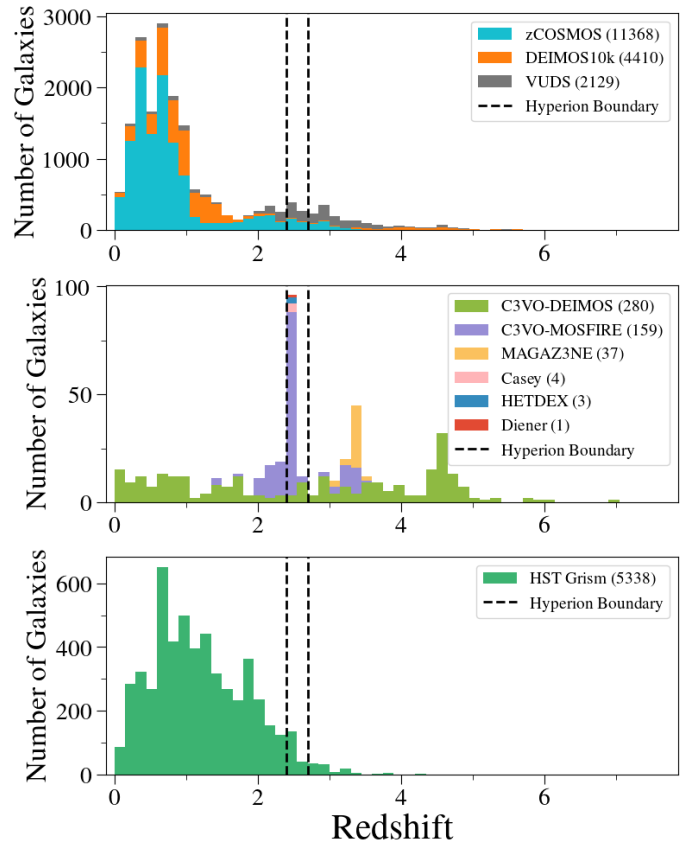 Number of Galaxies
3000
2000
1000
0
zCOSMOS (11368)
DEIMOS10k (4410)
VUDS (2129)
Hyperion Boundary
0 2 4 6
Number of Galaxies
100
50
0
C3VO-DEIMOS (280)
C3VO-MOSFIRE (159)
MAGAZ3NE (37)
Casey (4)
HETDEX (3)
Diener (1)
Hyperion Boundary
0 2 4 6
Number of Galaxies
600
400
200
0
HST Grism (5338)
Hyperion Boundary
0 2 4 6
Redshift